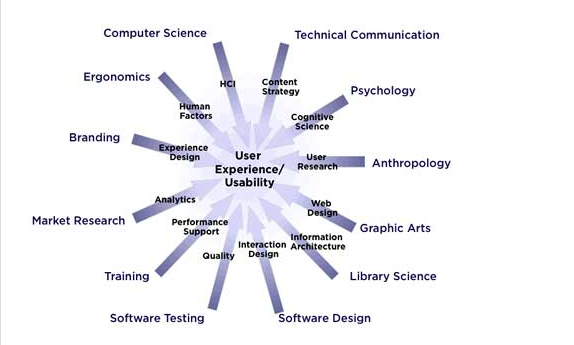 Computer Science
Technical Communication
Ergonomics
HCI
Content
Strategy
Psychology
Human
Factors
Cognitive
Science
Branding
Experience
Design
User
Experience/
Usability
User
Research
Anthropology
Analytics
Web
Design
Market Research
Performance
Support
Graphic Arts
Information
Architecture
Quality
Interaction
Design
Training
Library Science
Software Testing
Software Design